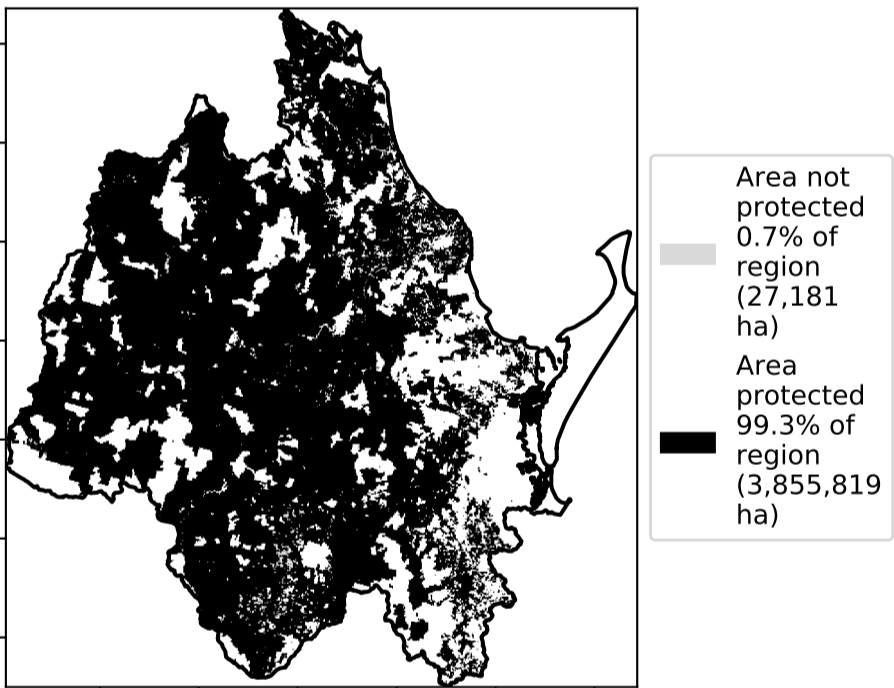 Area not
protected
0.7% of
region
(27,181
ha)
Area
protected
99.3% of
region
(3,855,819
ha)